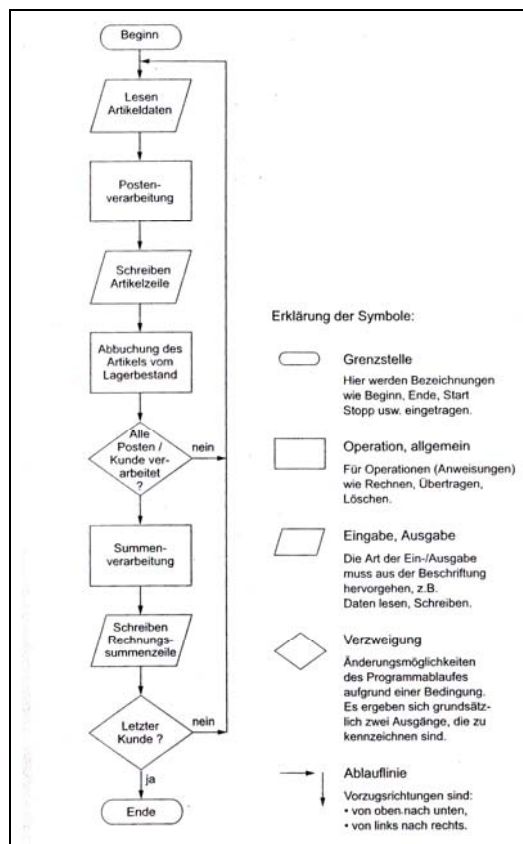 Beginn
Lesen
Artikeldaten
Posten-
verarbeitung
Schreiben
Artikelzeile
Abbuchung des
Artikels vom
Lagerbestand
Alle
Posten /
Kunde ver-
arbeitet
?
nein
Summen-
verarbeitung
Schreiben
Rechnungs-
summenzeile
Letzter
Kunde ?
nein
ja
Ende
Erklärung der Symbole:
Grenzstelle
Hier werden Bezeichnungen
wie Beginn, Ende, Start
Stopp usw. eingetragen.
Operation, allgemein
Für Operationen (Anweisungen)
wie Rechnen, Übertragen,
Löschen.
Eingabe, Ausgabe
Die Art der Ein-/Ausgabe
muss aus der Beschriftung
hervorgehen, z.B.
Daten lesen, Schreiben.
Verzweigung
Änderungsmöglichkeiten
des Programmablaufes
aufgrund einer Bedingung.
Es ergeben sich grundsätz-
lich zwei Ausgänge, die zu
kennzeichnen sind.
Ablauflinie
Vorzugsrichtungen sind:
• von oben nach unten,
• von links nach rechts.